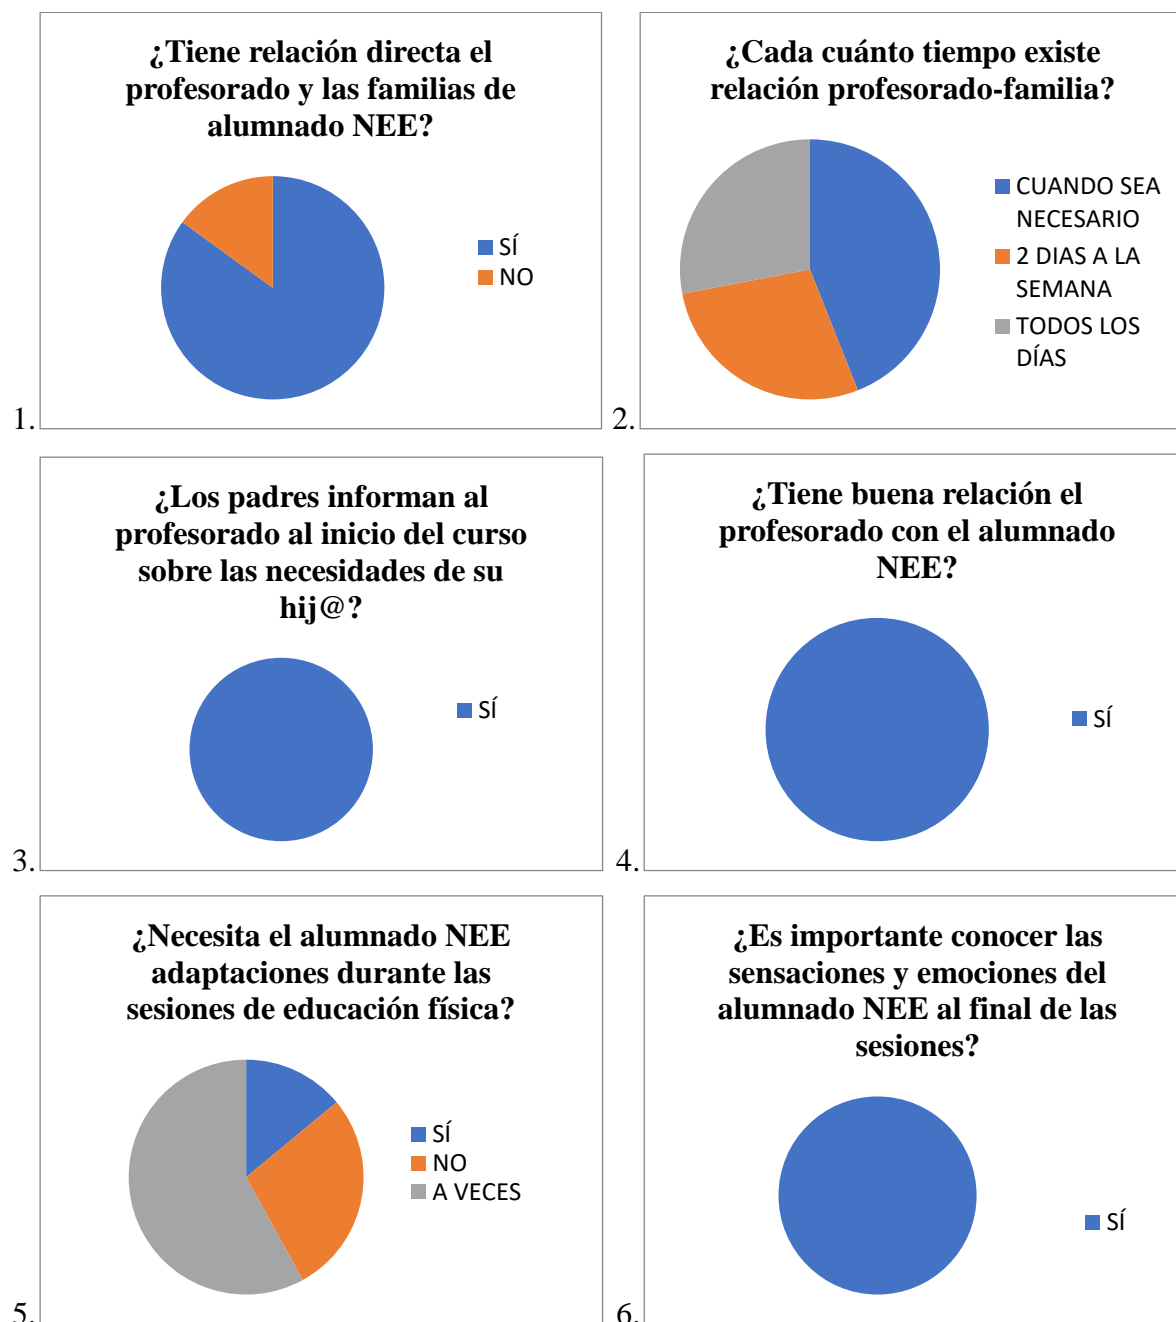 ¿Tiene relación directa el
profesorado y las familias de
alumnado NEE?
SÍ
NO
1.
¿Cada cuánto tiempo existe
relación profesorado-familia?
CUANDO SEA
NECESARIO
2 DIAS A LA
SEMANA
TODOS LOS
DÍAS
2.
¿Los padres informan al
profesorado al inicio del curso
sobre las necesidades de su
hij@?
SÍ
3.
¿Tiene buena relación el
profesorado con el alumnado
NEE?
SÍ
4.
¿Necesita el alumnado NEE
adaptaciones durante las
sesiones de educación física?
SÍ
NO
A VECES
5.
¿Es importante conocer las
sensaciones y emociones del
alumnado NEE al final de las
sesiones?
SÍ
6.